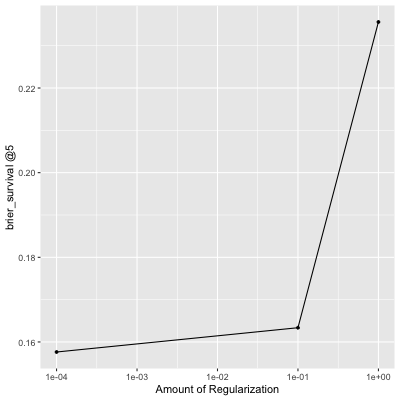 brier_survival @5
0.22
0.20
0.18
0.16
1e-04 1e-03 1e-02 1e-01 1e+00
Amount of Regularization